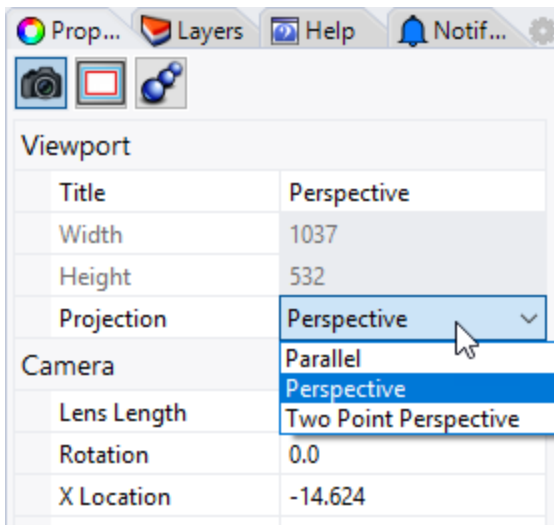 Prop... Layers Help Notif...
Viewport
Title Perspective
Width 1037
Height 532
Projection Perspective
Parallel
Camera
Perspective
Lens Length Two Point Perspective
Rotation 0.0
X Location -14.624